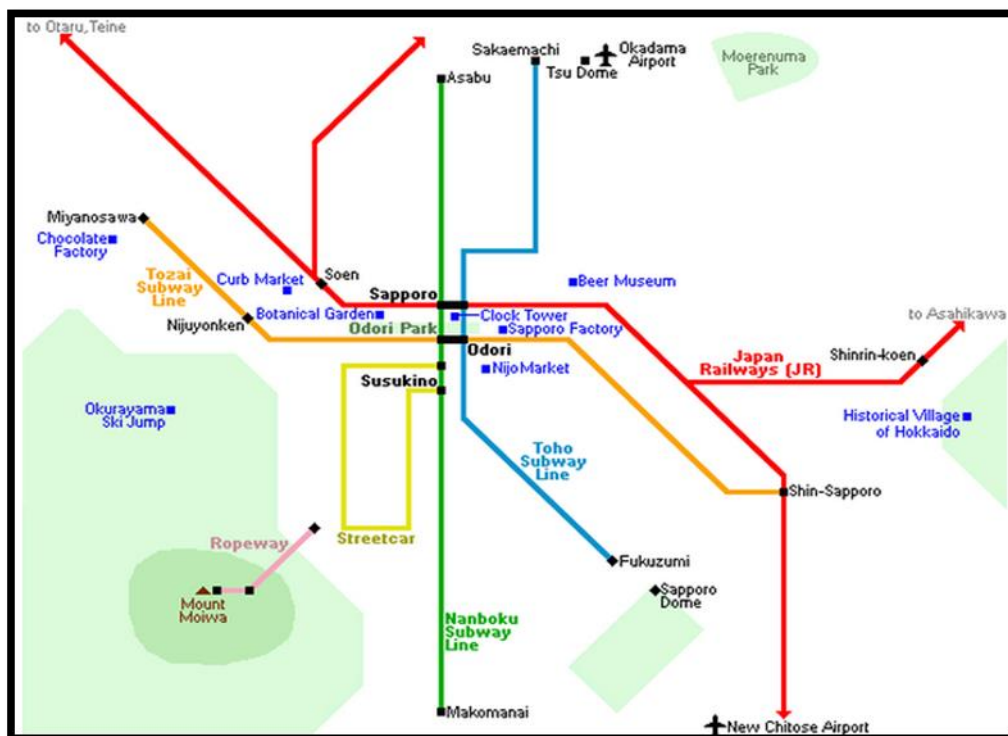 to Otaru,Teine
Sakaemachi
Okadama
Airport
Tsu Dome
Moerenuma
Park
Asabu
Miyanosawa
Chocolate
Factory
Tozai
Subway
Line
Curb Market
Soen
Beer Museum
Sapporo
Botanical Garden
Clock Tower
Nijuyonken
Odori Park
Sapporo Factory
to Asahikawa
Odori
Japan
Railways (JR)
Shinrin-koen
Susukino
Nijo Market
Okurayama
Ski Jump
Historical Village
of Hokkaido
Toho
Subway
Line
Shin-Sapporo
Ropeway
Streetcar
Fukuzumi
Mount
Moiwa
Sapporo
Dome
Nanboku
Subway
Line
Makomanai
New Chitose Airport